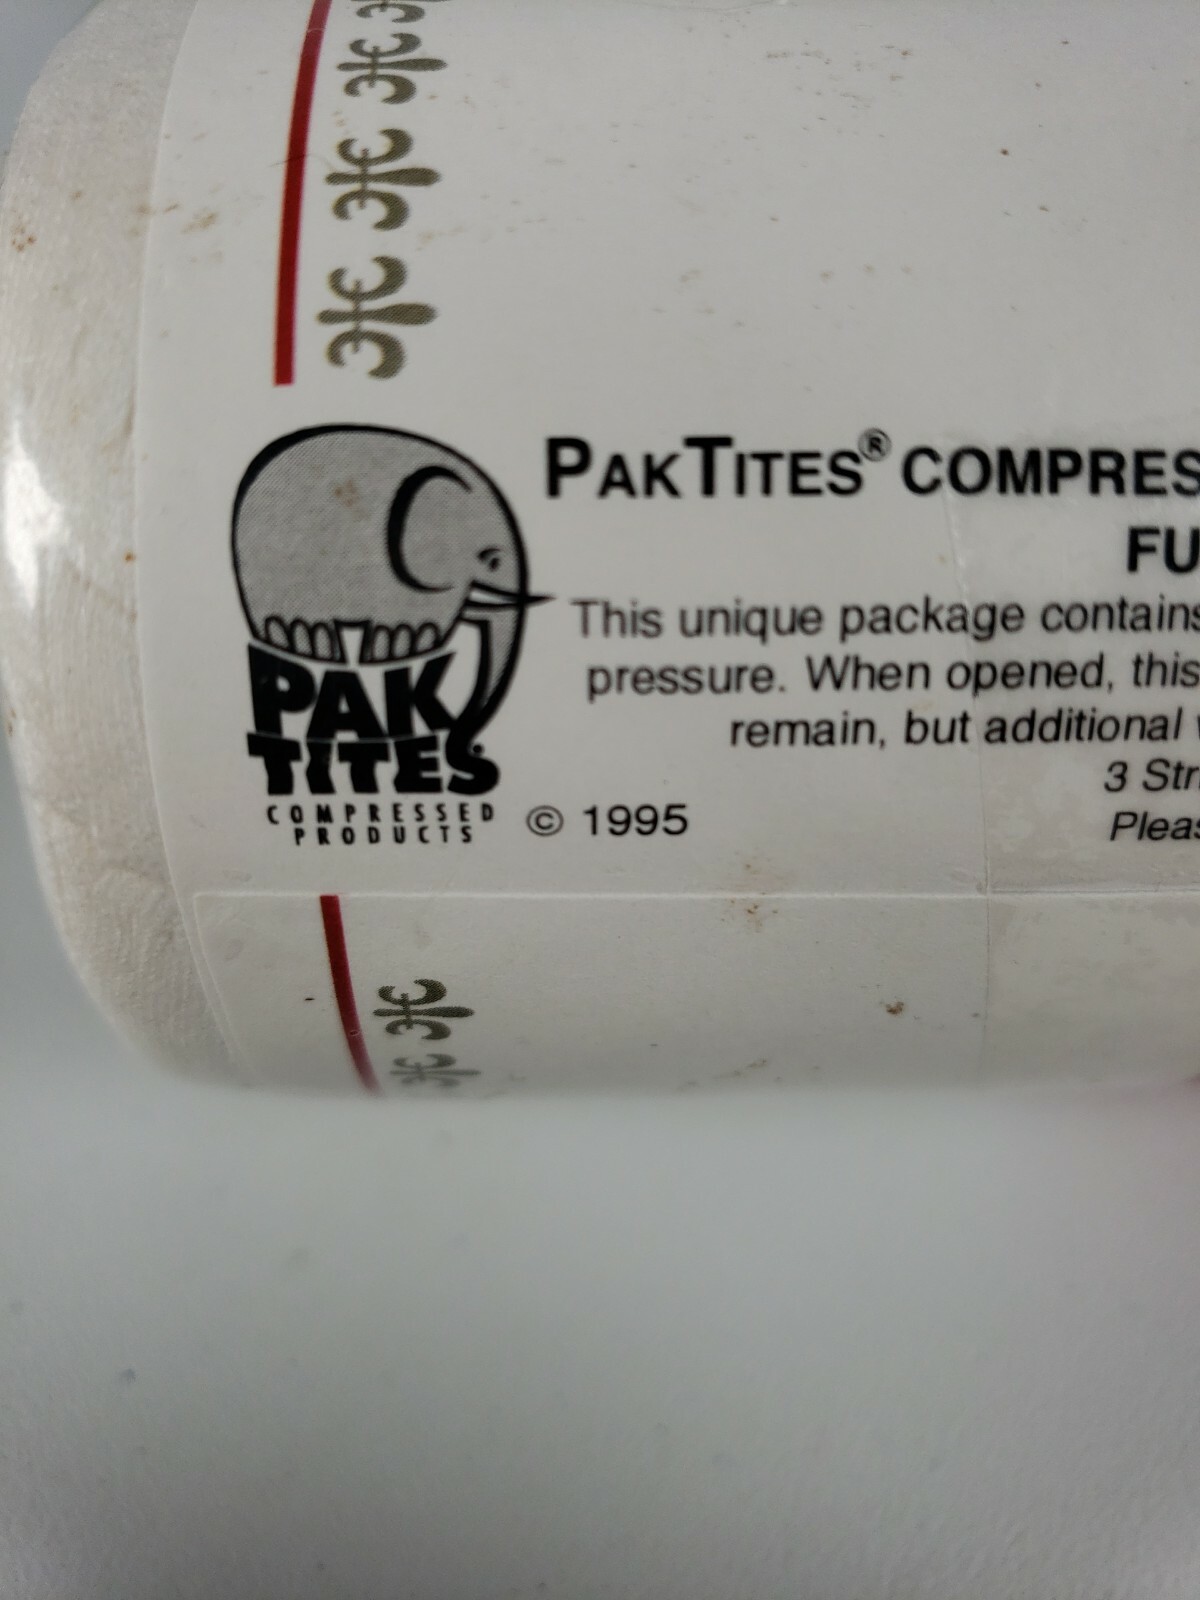 PAKTITES® COMPRES
FU
This unique package contains
pressure. When opened, this
remain, but additional
3 Stri
Pleas
PAK
TITES
COMPRESSED
PRODUCTS
© 1995